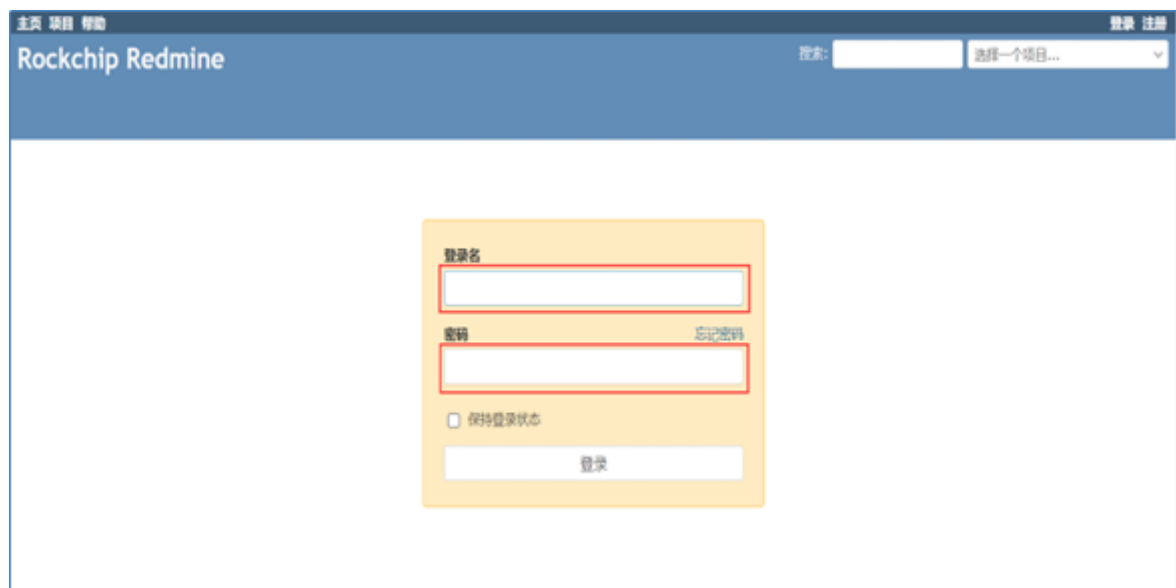 主页 项目 帮助 登录 注册
Rockchip Redmine 搜索: 选择一个项目...
登录名
密码 忘记密码
保持登录状态
登录